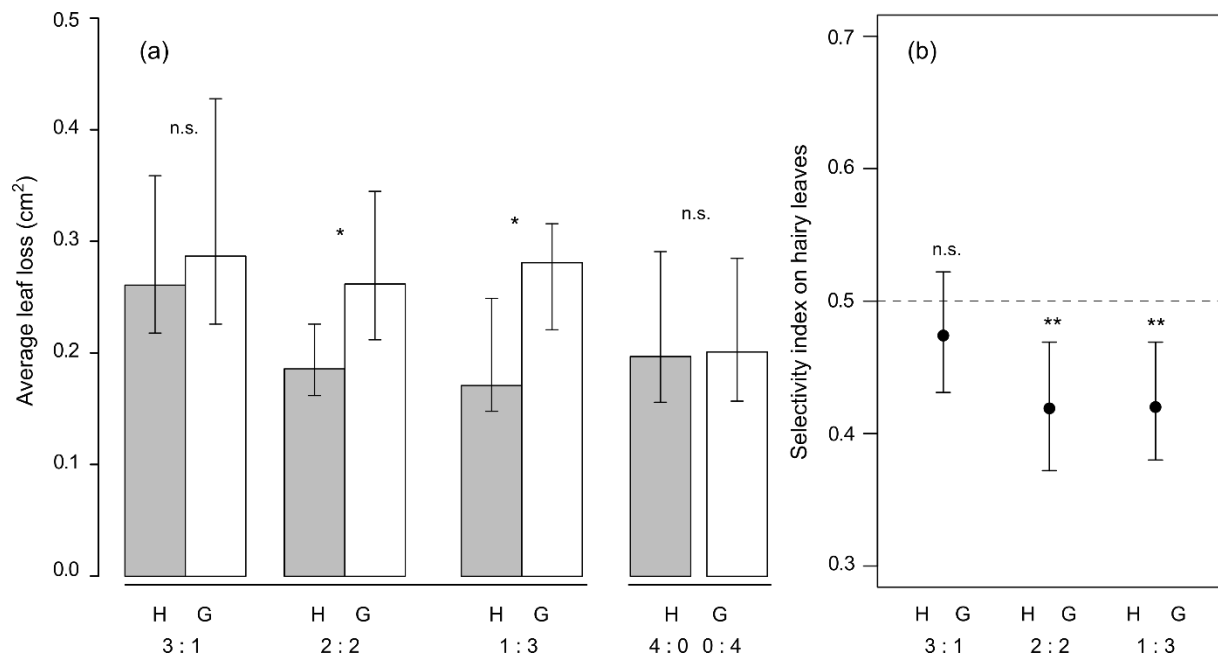 (a)
Average leaf loss (cm²)
0.5
0.4
0.3
0.2
0.1
0.0
n.s.
*
*
n.s.
H G H G H G H G
3 : 1 2 : 2 1 : 3 4 : 0 0 : 4
(b)
Selectivity index on hairy leaves
0.7
0.6
0.5
0.4
0.3
n.s.
**
**
H G H G H G
3 : 1 2 : 2 1 : 3